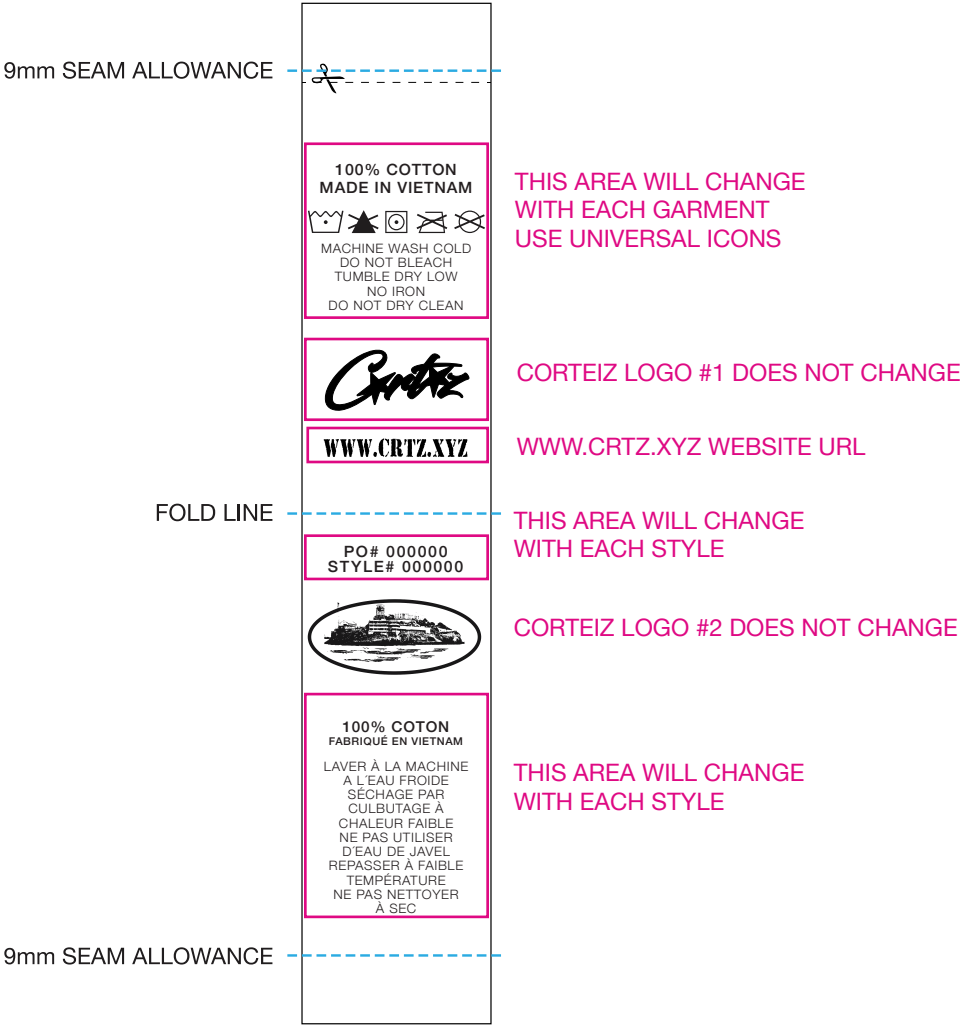 9mm SEAM ALLOWANCE
100% COTTON
MADE IN VIETNAM
MACHINE WASH COLD
DO NOT BLEACH
TUMBLE DRY LOW
NO IRON
DO NOT DRY CLEAN
THIS AREA WILL CHANGE
WITH EACH GARMENT
USE UNIVERSAL ICONS
Crtz
CORTEIZ LOGO #1 DOES NOT CHANGE
WWW.CRTZ.XYZ
WWW.CRTZ.XYZ WEBSITE URL
FOLD LINE
PO# 000000
STYLE# 000000
THIS AREA WILL CHANGE
WITH EACH STYLE
CORTEIZ LOGO #2 DOES NOT CHANGE
100% COTON
FABRIQUÉ EN VIETNAM
LAVER À LA MACHINE
A L´EAU FROIDE
SÉCHAGE PAR
CULBUTAGE À
CHALEUR FAIBLE
NE PAS UTILISER
D´EAU DE JAVEL
REPASSER À FAIBLE
TEMPÉRATURE
NE PAS NETTOYER
À SEC
THIS AREA WILL CHANGE
WITH EACH STYLE
9mm SEAM ALLOWANCE